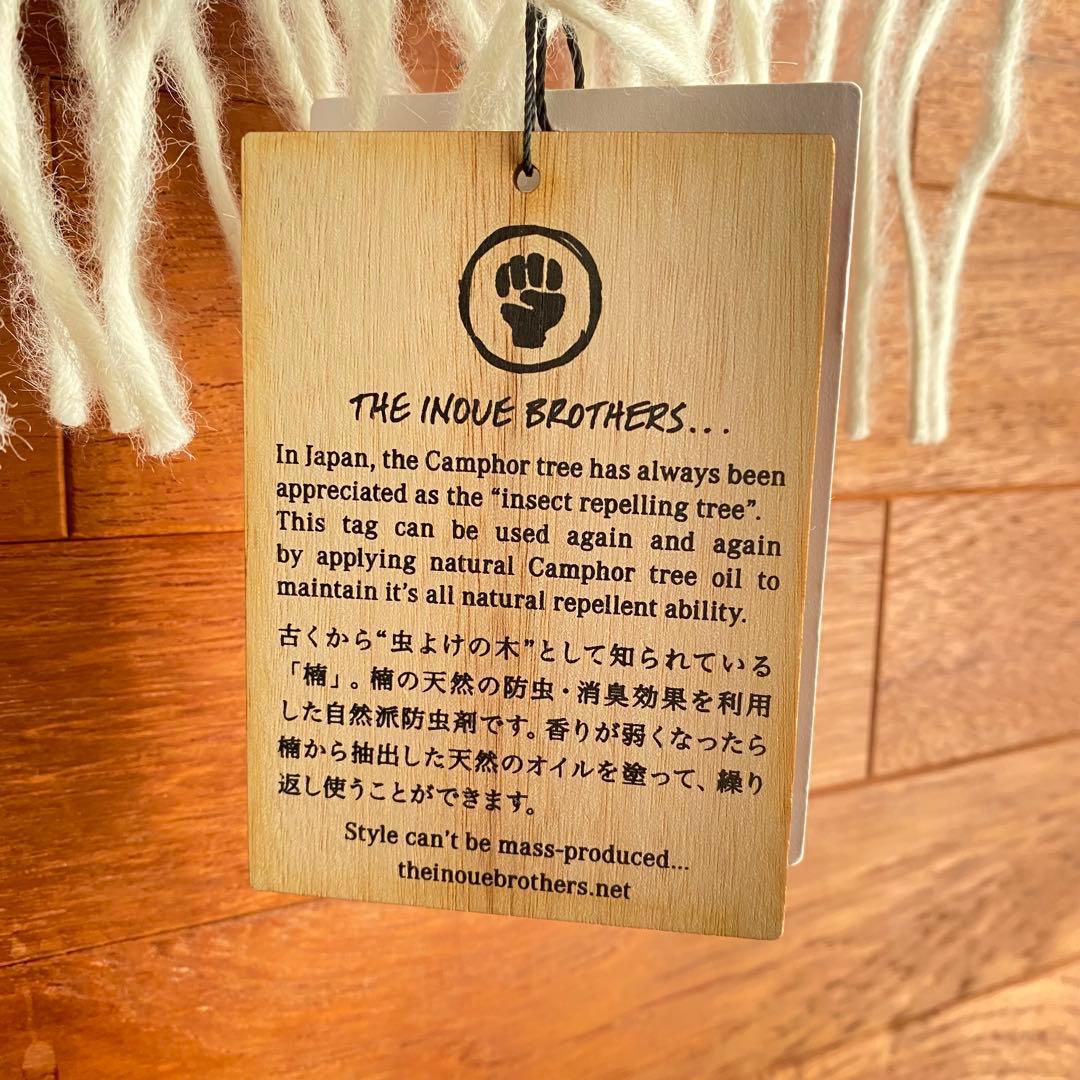 THE INOUE BROTHERS...
In Japan, the Camphor tree has always been
appreciated as the “insect repelling tree”.
This tag can be used again and again
by applying natural Camphor tree oil to
maintain it's all natural repellent ability.
古くから“虫よけの木”として知られている
「楠」。楠の天然の防虫・消臭効果を利用
した自然派防虫剤です。香りが弱くなったら
楠から抽出した天然のオイルを塗って、繰り
返し使うことができます。
Style can't be mass-produced...
theinouebrothers.net